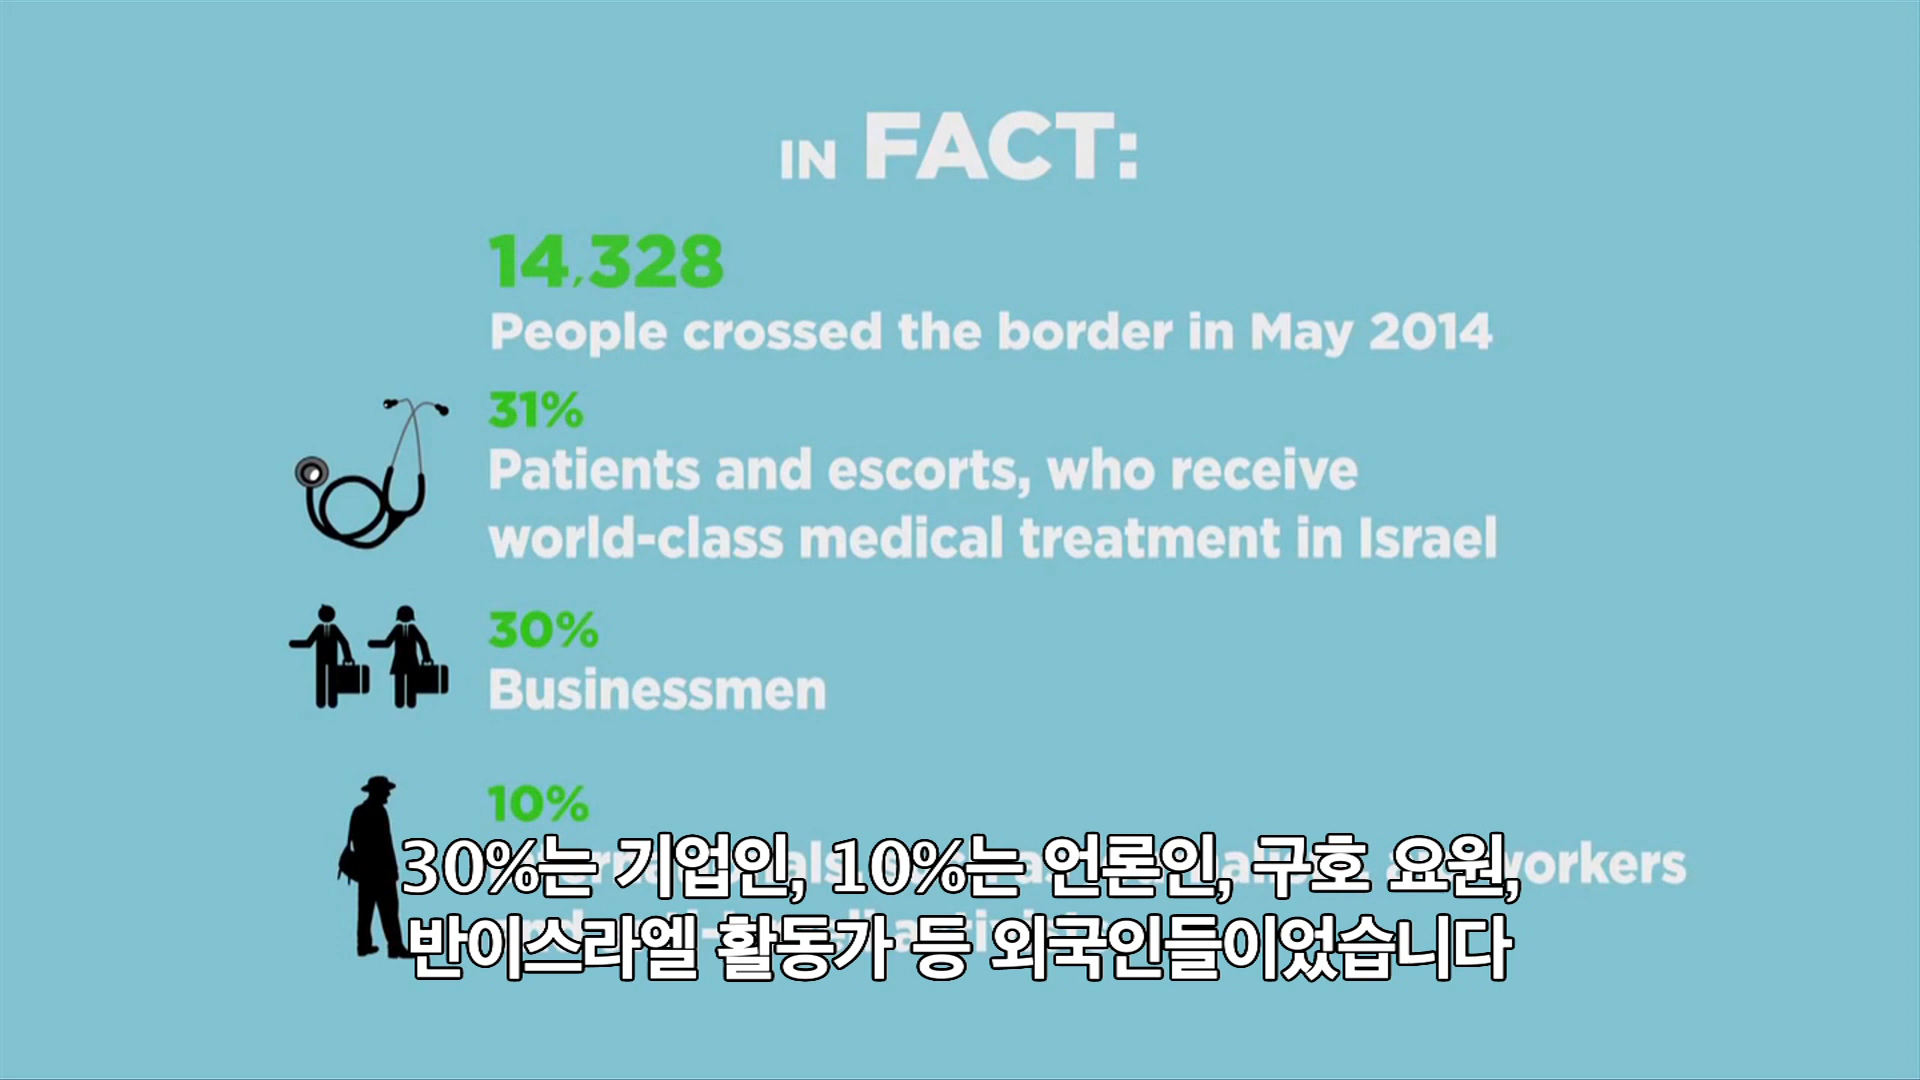 IN FACT:
14,328
People crossed the border in May 2014
31%
Patients and escorts, who receive
world-class medical treatment in Israel
30%
Businessmen
10%
workers
30%는 기업인, 10%는 언론인, 구호 요원,
반이스라엘 활동가 등 외국인들이었습니다